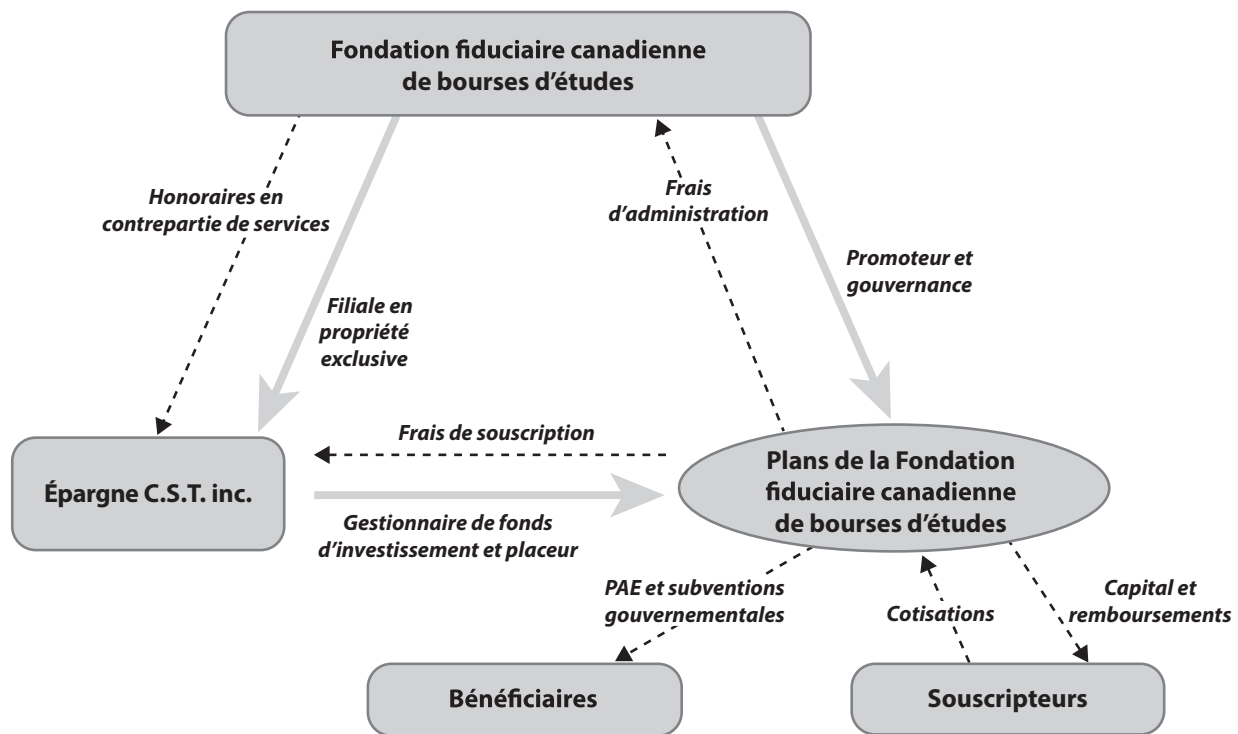 Fondation fiduciaire canadienne
de bourses d’études
Honoraires en
contrepartie de services
Frais
d’administration
Promoteur et
gouvernance
Filiale en
propriété
exclusive
Frais de souscription
Épargne C.S.T. inc.
Plans de la Fondation
fiduciaire canadienne
de bourses d’études
Gestionnaire de fonds
d’investissement et placeur
PAE et subventions
gouvernementales
Cotisations
Capital et
remboursements
Bénéficiaires
Souscripteurs